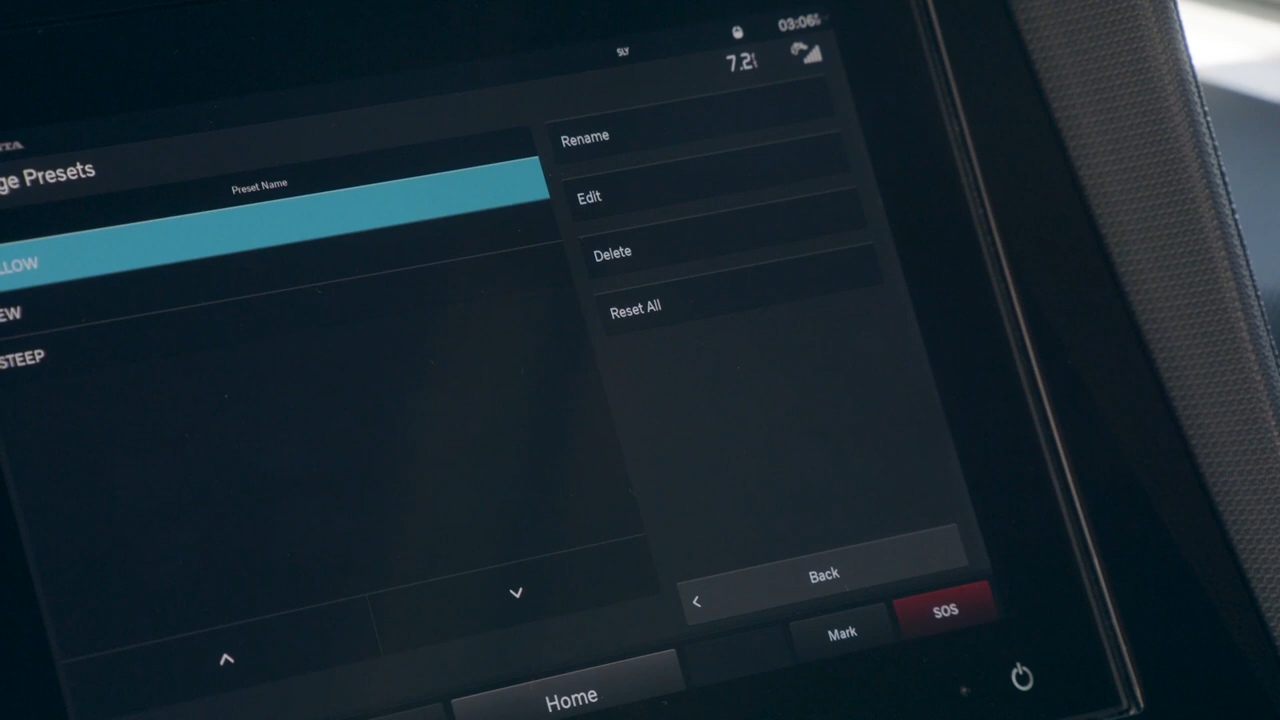 03:06
SLY
7.2
ge Presets
Preset Name
LLOW
EW
STEEP
Rename
Edit
Delete
Reset All
Back
Mark
SOS
Home